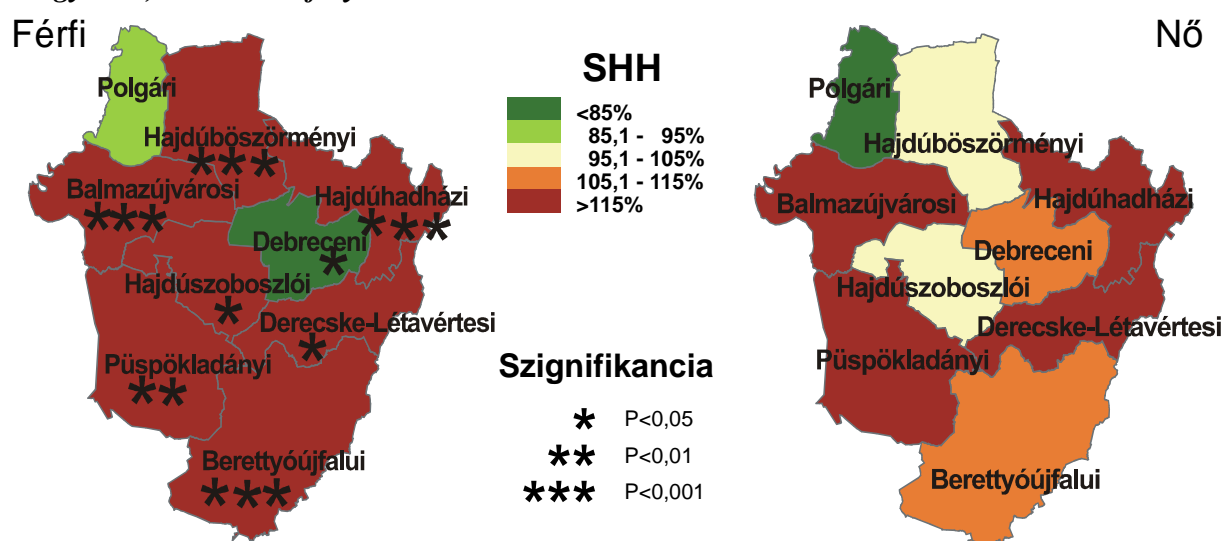 Férfi
Nő
SHH
<85%
85,1 - 95%
95,1 - 105%
105,1 - 115%
>115%
Polgári
Hajdúböszörményi
***
Balmazújvárosi
***
Hajdúhadházi
***
Debreceni
*
Hajdúszoboszlói
*
Derecske-Létavértesi
*
Püspökladányi
**
Berettyóújfalui
***
Szignifikancia
* P<0,05
** P<0,01
*** P<0,001
Polgári
Hajdúböszörményi
Balmazújvárosi
Hajdúhadházi
Debreceni
Hajdúszoboszlói
Derecske-Létavértesi
Püspökladányi
Berettyóújfalui